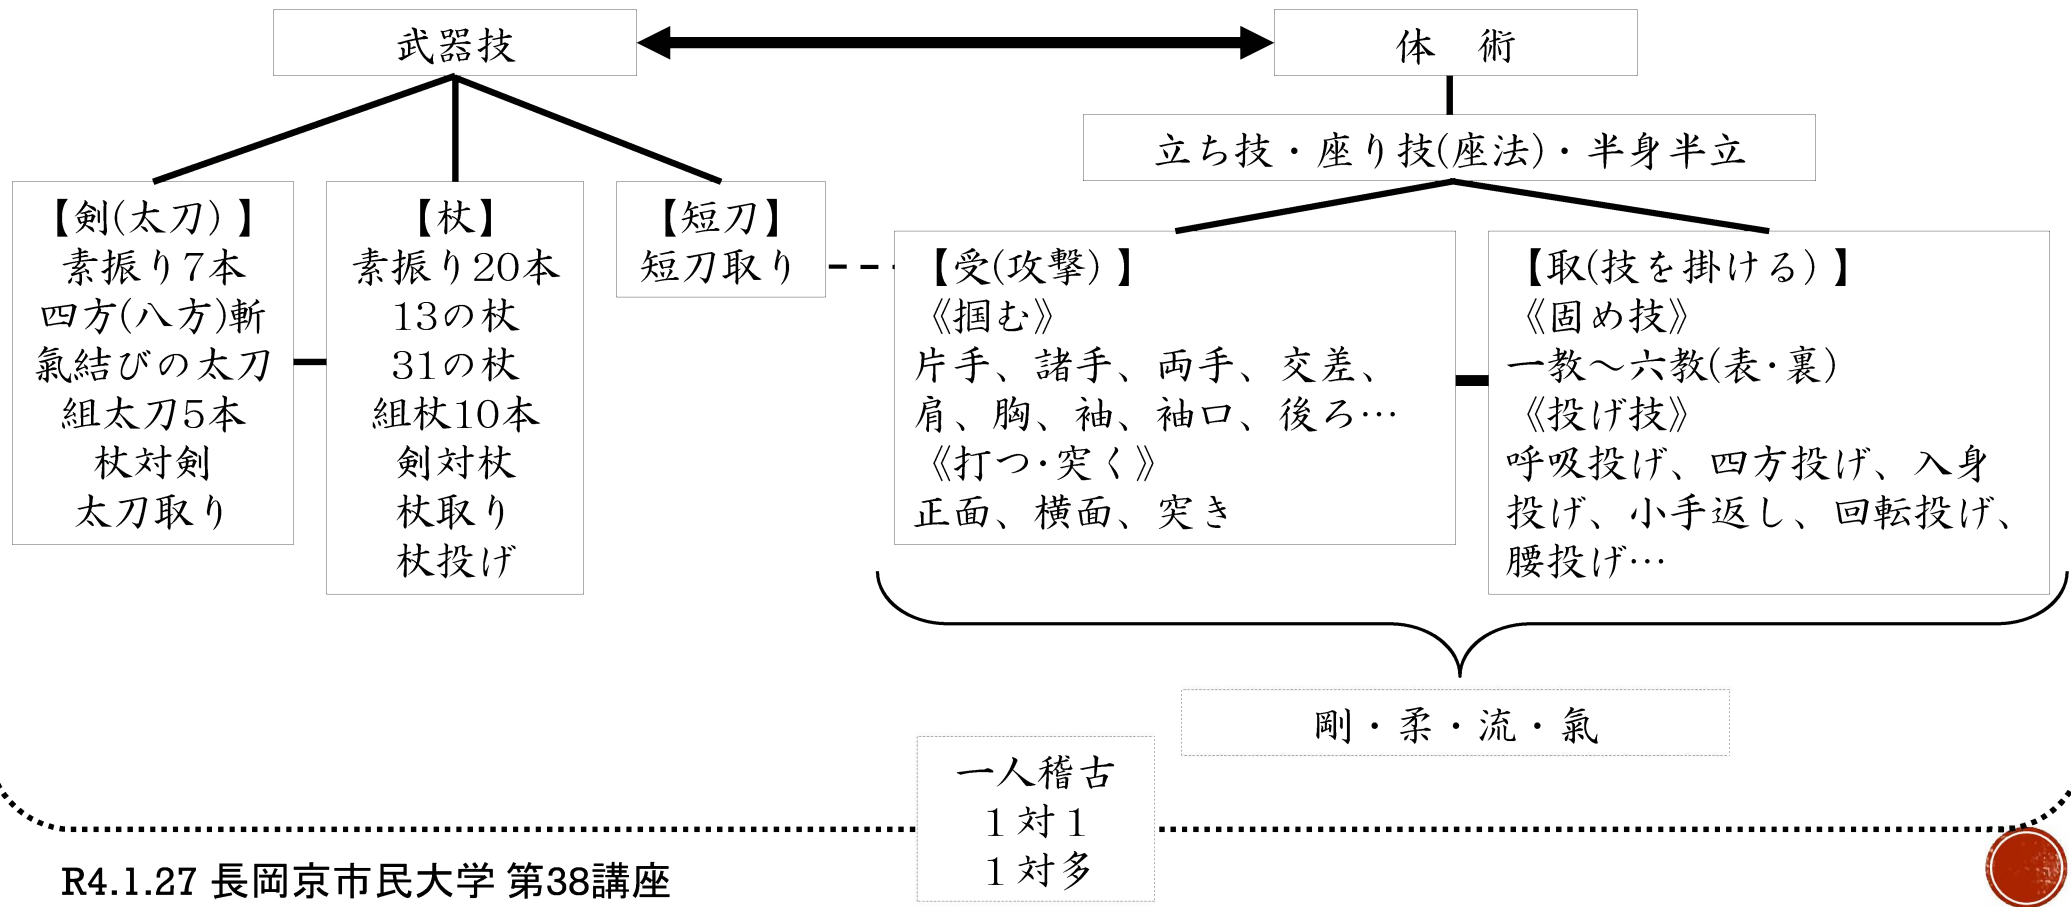 武器技
体　術
立ち技・座り技(座法)・半身半立
【剣(太刀)】
素振り7本
四方(八方)斬
氣結びの太刀
組太刀5本
杖対剣
太刀取り
【杖】
素振り20本
13の杖
31の杖
組杖10本
剣対杖
杖取り
杖投げ
【短刀】
短刀取り
【受(攻撃)】
《掴む》
片手、諸手、両手、交差、
肩、胸、袖、袖口、後ろ…
《打つ・突く》
正面、横面、突き
【取(技を掛ける)】
《固め技》
一教～六教(表・裏)
《投げ技》
呼吸投げ、四方投げ、入身
投げ、小手返し、回転投げ、
腰投げ…
剛・柔・流・氣
一人稽古
１対１
１対多
R4.1.27 長岡京市民大学 第38講座